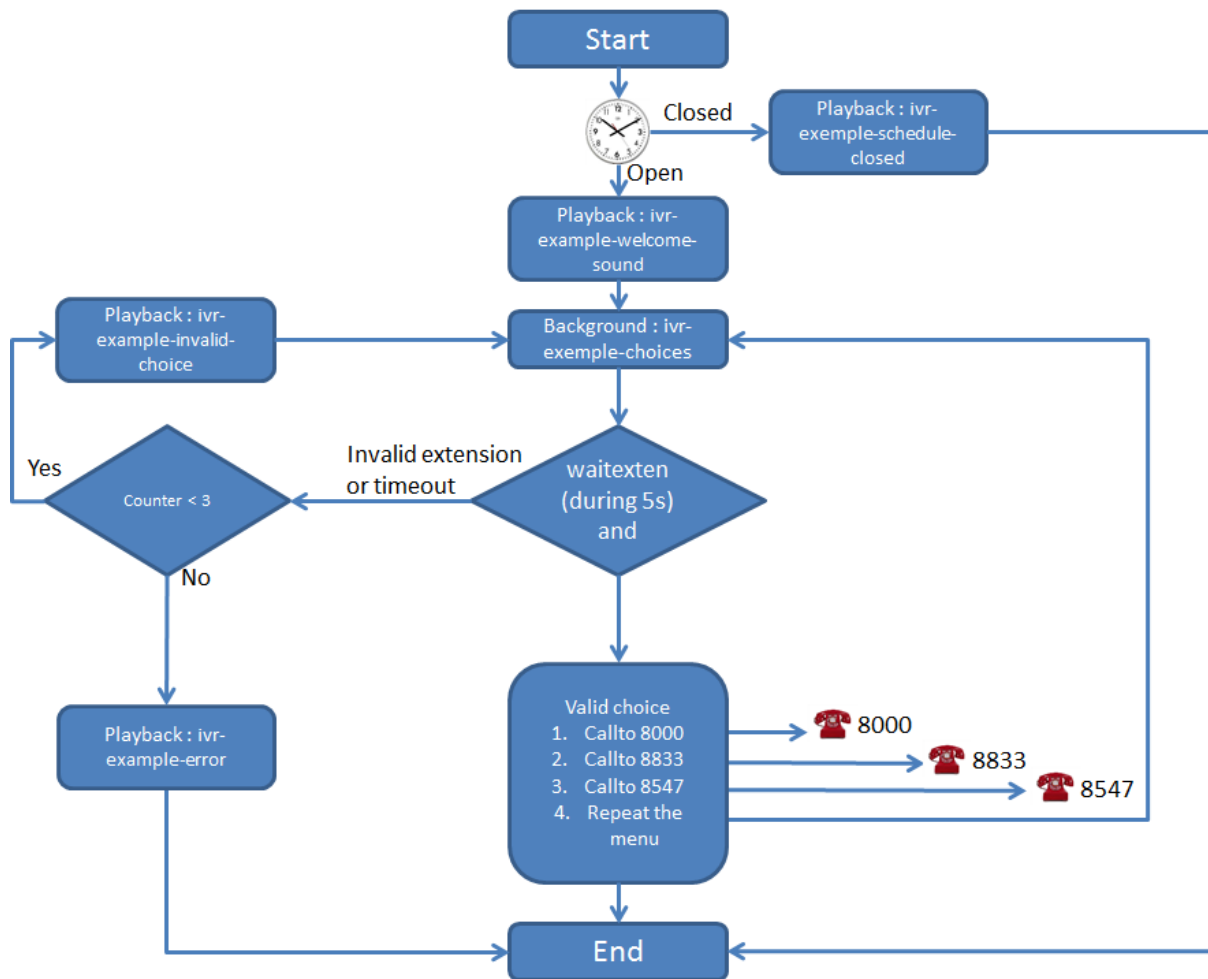 Start
Closed
Playback : ivr-
exemple-schedule-
closed
Open
Playback : ivr-
example-welcome-
sound
Playback : ivr-
example-invalid-
choice
Background : ivr-
exemple-choices
Yes
Counter < 3
Invalid extension
or timeout
waitexten
(during 5s)
and
No
Playback : ivr-
example-error
Valid choice
1. Callto 8000
2. Callto 8833
3. Callto 8547
4. Repeat the
menu
8000
8833
8547
End